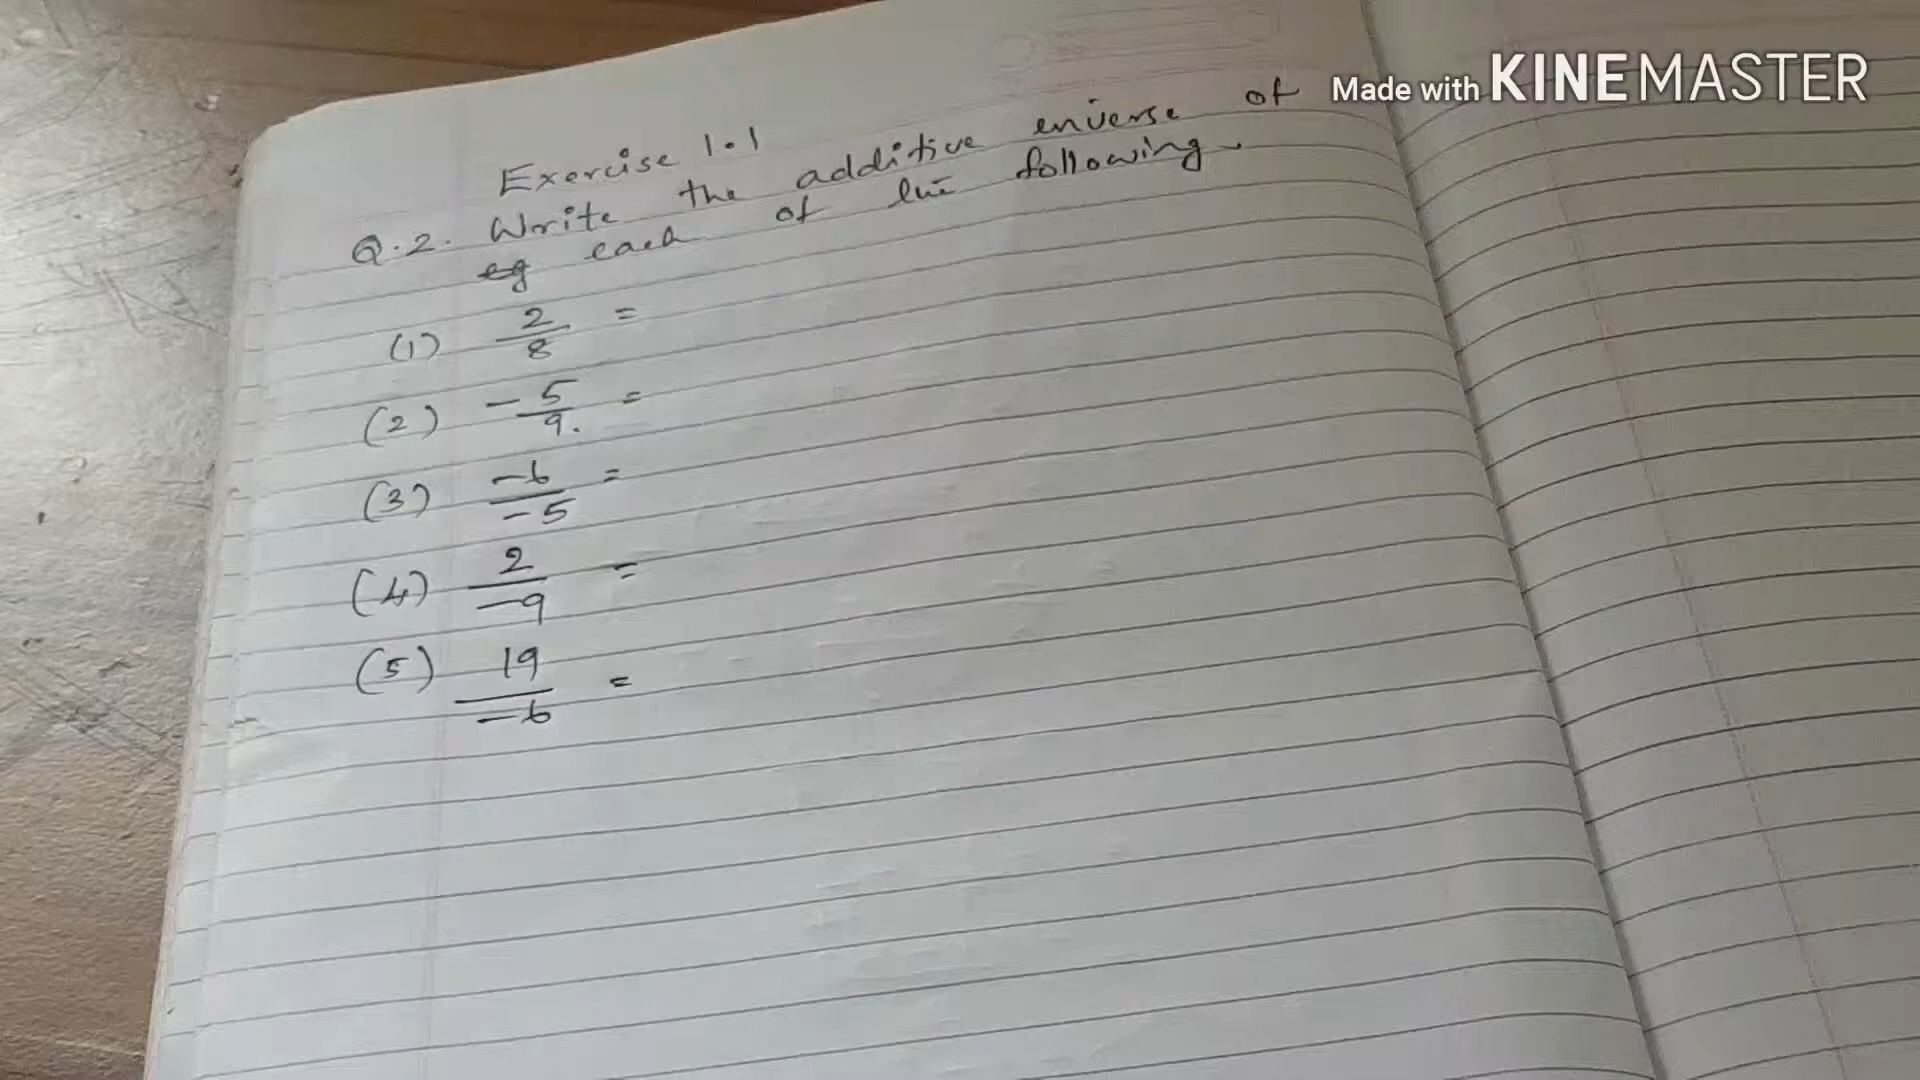 Made with KINEMASTER
Exercise 1.1
Q.2. Write the additive enverse of
eg each of the following.
(1) 2/8 =
(2) -5/9. =
(3) -6/-5 =
(4) 2/-9 =
(5) 19/-6 =